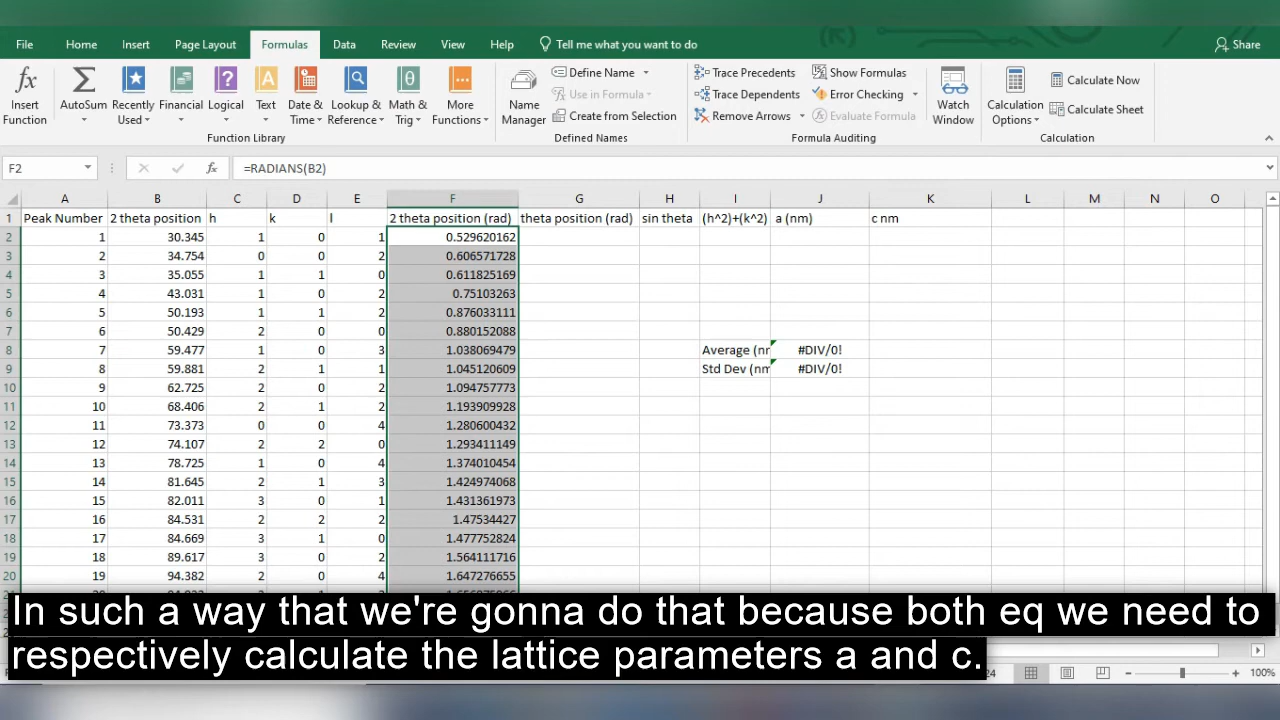 File Home Insert Page Layout Formulas Data Review View Help Tell me what you want to do Share
Insert Function AutoSum Recently Used Financial Logical Text Date & Time Lookup & Reference Math & Trig More Functions Name Manager Define Name Use in Formula Create from Selection Trace Precedents Trace Dependents Remove Arrows Show Formulas Error Checking Evaluate Formula Watch Window Calculation Options Calculate Now Calculate Sheet
Function Library Defined Names Formula Auditing Calculation
F2 fx =RADIANS(B2)
A B C D E F G H I J K L M N O
1 Peak Number 2 theta position h k l 2 theta position (rad) theta position (rad) sin theta (h^2)+(k^2) a (nm) c nm
2 1 30.345 1 0 1 0.529620162
3 2 34.754 0 0 2 0.606571728
4 3 35.055 1 1 0 0.611825169
5 4 43.031 1 0 2 0.75103263
6 5 50.193 1 1 2 0.876033111
7 6 50.429 2 0 0 0.880152088
8 7 59.477 1 0 3 1.038069479 Average (nm #DIV/0!
9 8 59.881 2 1 1 1.045120609 Std Dev (nm #DIV/0!
10 9 62.725 2 0 2 1.094757773
11 10 68.406 2 1 2 1.193909928
12 11 73.373 0 0 4 1.280600432
13 12 74.107 2 2 0 1.293411149
14 13 78.725 1 0 4 1.374010454
15 14 81.645 2 1 3 1.424974068
16 15 82.011 3 0 1 1.431361973
17 16 84.531 2 2 2 1.47534427
18 17 84.669 3 1 0 1.477752824
19 18 89.617 3 0 2 1.564111716
20 19 94.382 2 0 4 1.647276655
In such a way that we're gonna do that because both eq we need to
respectively calculate the lattice parameters a and c.
24 100%